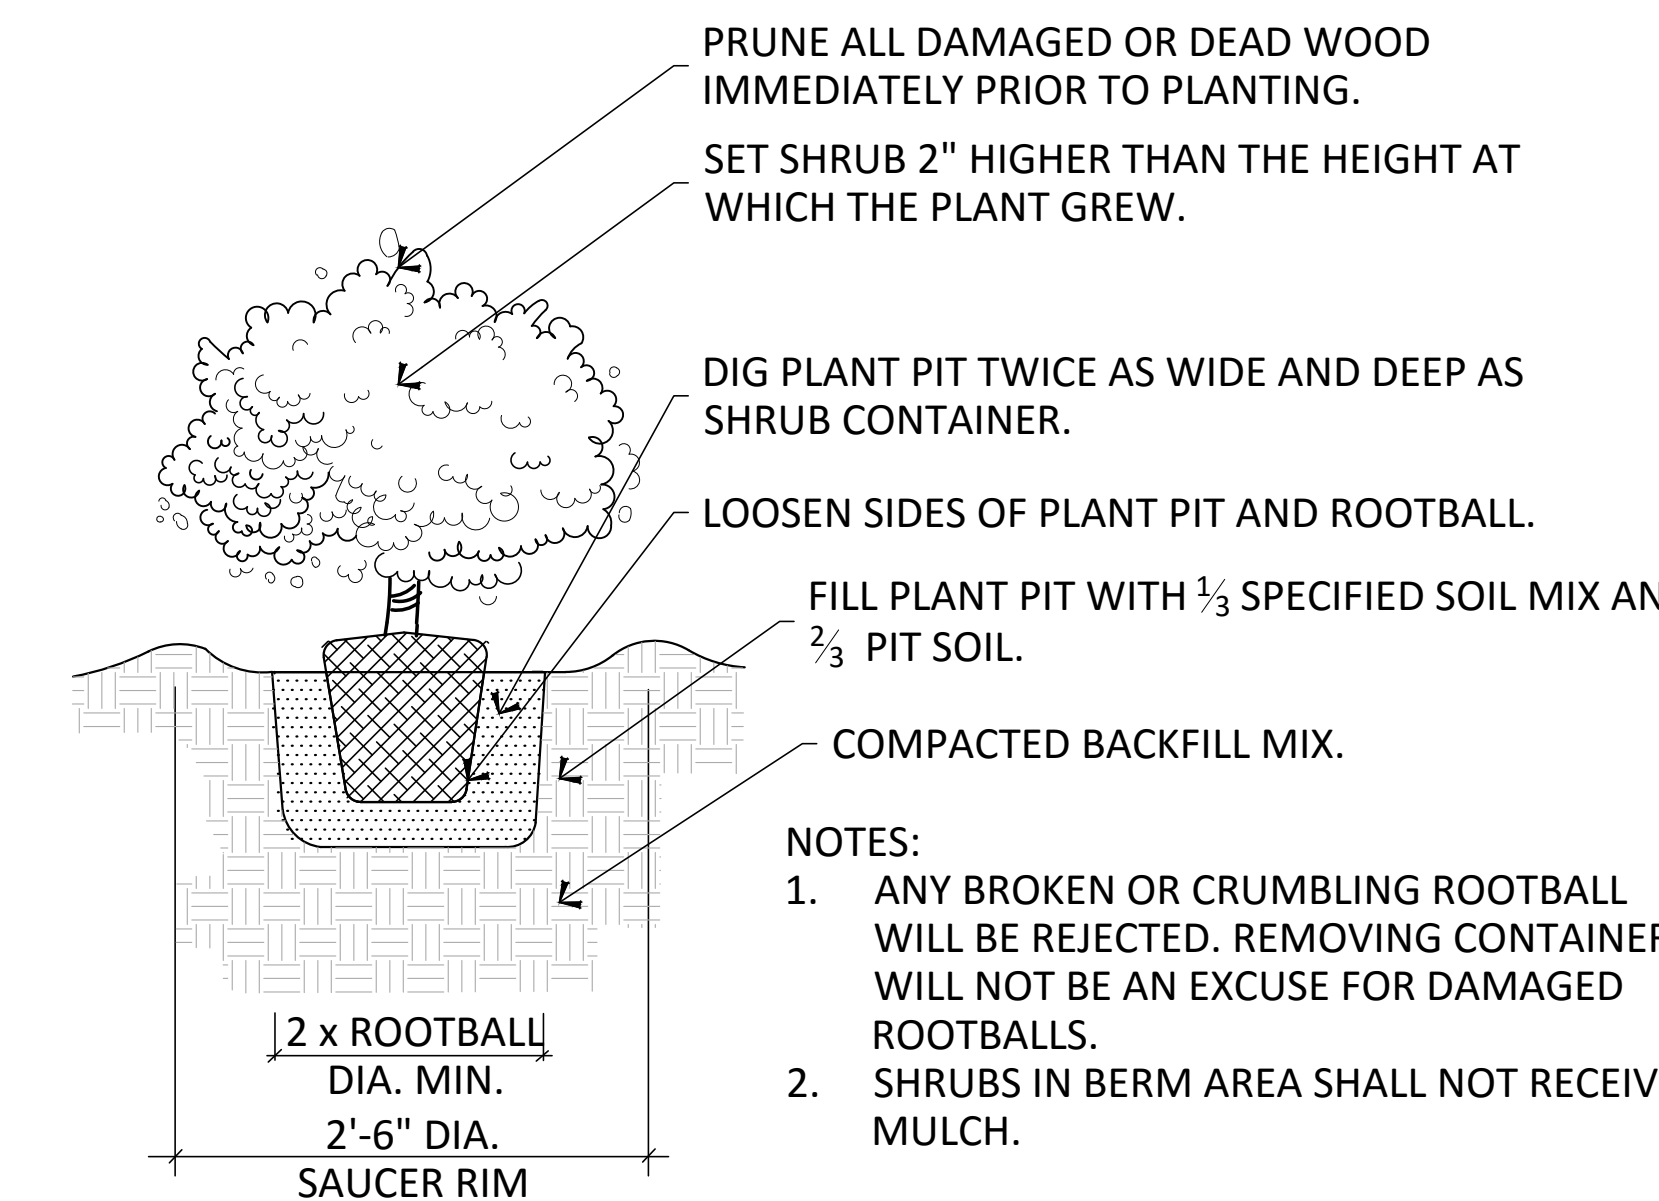 PRUNE ALL DAMAGED OR DEAD WOOD
IMMEDIATELY PRIOR TO PLANTING.
SET SHRUB 2" HIGHER THAN THE HEIGHT AT
WHICH THE PLANT GREW.
DIG PLANT PIT TWICE AS WIDE AND DEEP AS
SHRUB CONTAINER.
LOOSEN SIDES OF PLANT PIT AND ROOTBALL.
FILL PLANT PIT WITH ⅓ SPECIFIED SOIL MIX AN
⅔ PIT SOIL.
COMPACTED BACKFILL MIX.
NOTES:
1. ANY BROKEN OR CRUMBLING ROOTBALL
WILL BE REJECTED. REMOVING CONTAINER
WILL NOT BE AN EXCUSE FOR DAMAGED
ROOTBALLS.
2. SHRUBS IN BERM AREA SHALL NOT RECEIV
MULCH.
2 x ROOTBALL
DIA. MIN.
2'-6" DIA.
SAUCER RIM